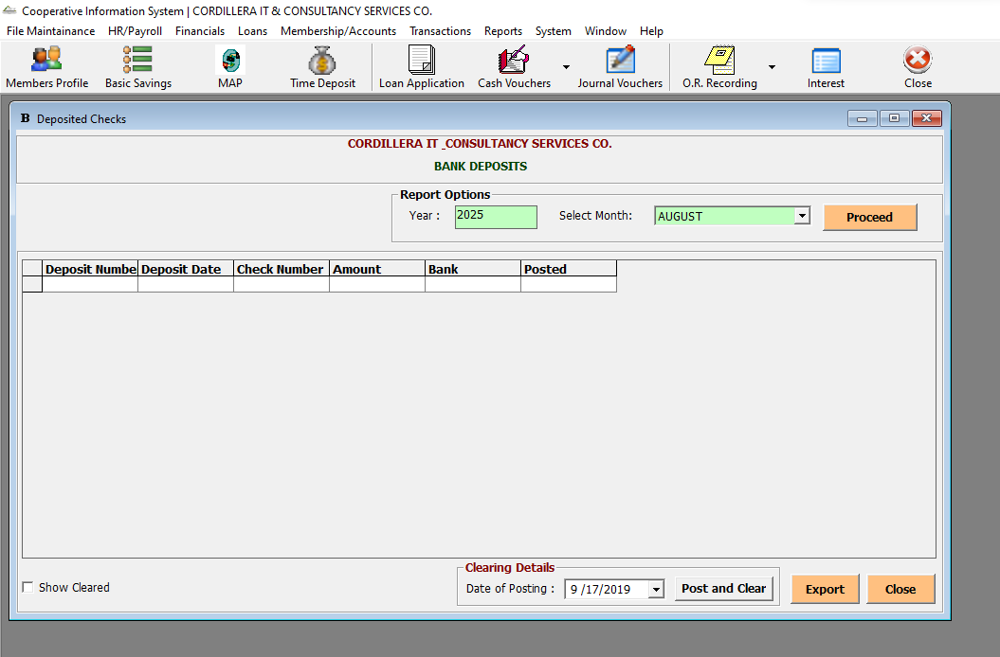 Cooperative Information System | CORDILLERA IT & CONSULTANCY SERVICES CO.
File Maintainance HR/Payroll Financials Loans Membership/Accounts Transactions Reports System Window Help
Members Profile Basic Savings MAP Time Deposit Loan Application Cash Vouchers Journal Vouchers O.R. Recording Interest Close
B Deposited Checks
CORDILLERA IT _CONSULTANCY SERVICES CO.
BANK DEPOSITS
Report Options
Year : 2025 Select Month: AUGUST Proceed
Deposit Numbe Deposit Date Check Number Amount Bank Posted
Clearing Details
Show Cleared Date of Posting : 9 /17/2019 Post and Clear Export Close